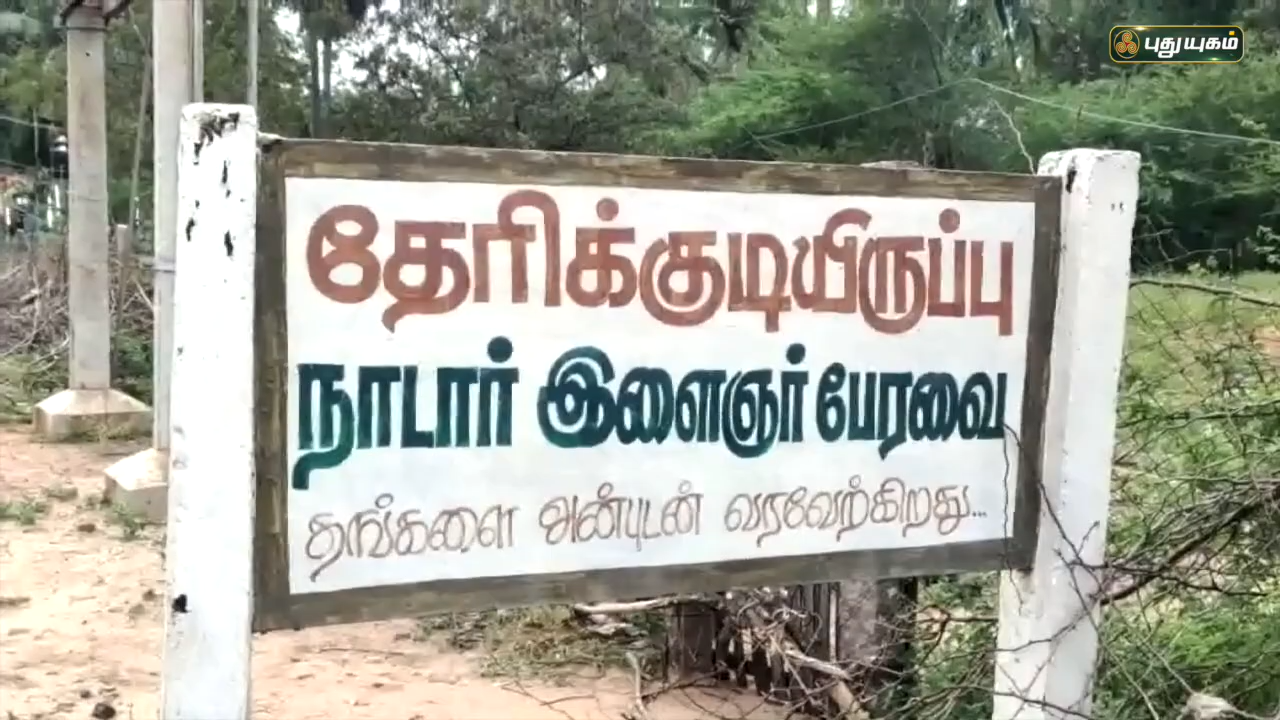 புதுயுகம்
தேரிக்குடியிருப்பு
நாடார் இளைஞர் பேரவை
தங்களை அன்புடன் வரவேற்கிறது...